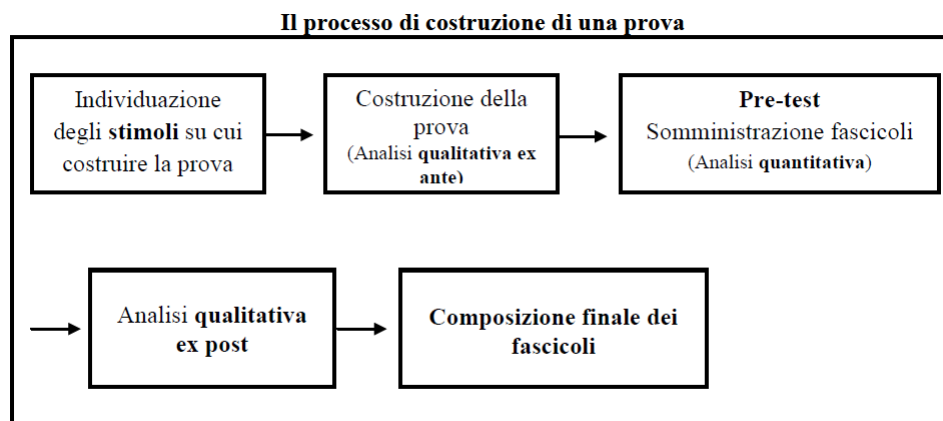 Il processo di costruzione di una prova
Individuazione
degli stimoli su cui
costruire la prova
Costruzione della
prova
(Analisi qualitativa ex
ante)
Pre-test
Somministrazione fascicoli
(Analisi quantitativa)
Analisi qualitativa
ex post
Composizione finale dei
fascicoli